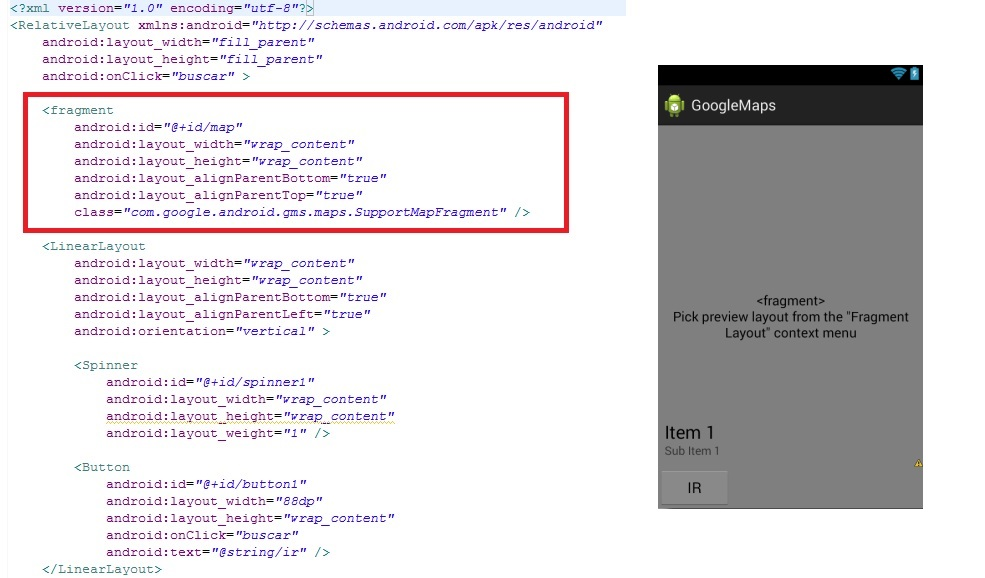 <?xml version="1.0" encoding="utf-8"?>
<RelativeLayout xmlns:android="http://schemas.android.com/apk/res/android"
android:layout_width="fill_parent"
android:layout_height="fill_parent"
android:onClick="buscar" >
<fragment
android:id="@+id/map"
android:layout_width="wrap_content"
android:layout_height="wrap_content"
android:layout_alignParentBottom="true"
android:layout_alignParentTop="true"
class="com.google.android.gms.maps.SupportMapFragment" />
<LinearLayout
android:layout_width="wrap_content"
android:layout_height="wrap_content"
android:layout_alignParentBottom="true"
android:layout_alignParentLeft="true"
android:orientation="vertical" >
<Spinner
android:id="@+id/spinner1"
android:layout_width="wrap_content"
android:layout_height="wrap_content"
android:layout_weight="1" />
<Button
android:id="@+id/button1"
android:layout_width="88dp"
android:layout_height="wrap_content"
android:onClick="buscar"
android:text="@string/ir" />
</LinearLayout>
GoogleMaps
<fragment>
Pick preview layout from the "Fragment
Layout" context menu
Item 1
Sub Item 1
IR